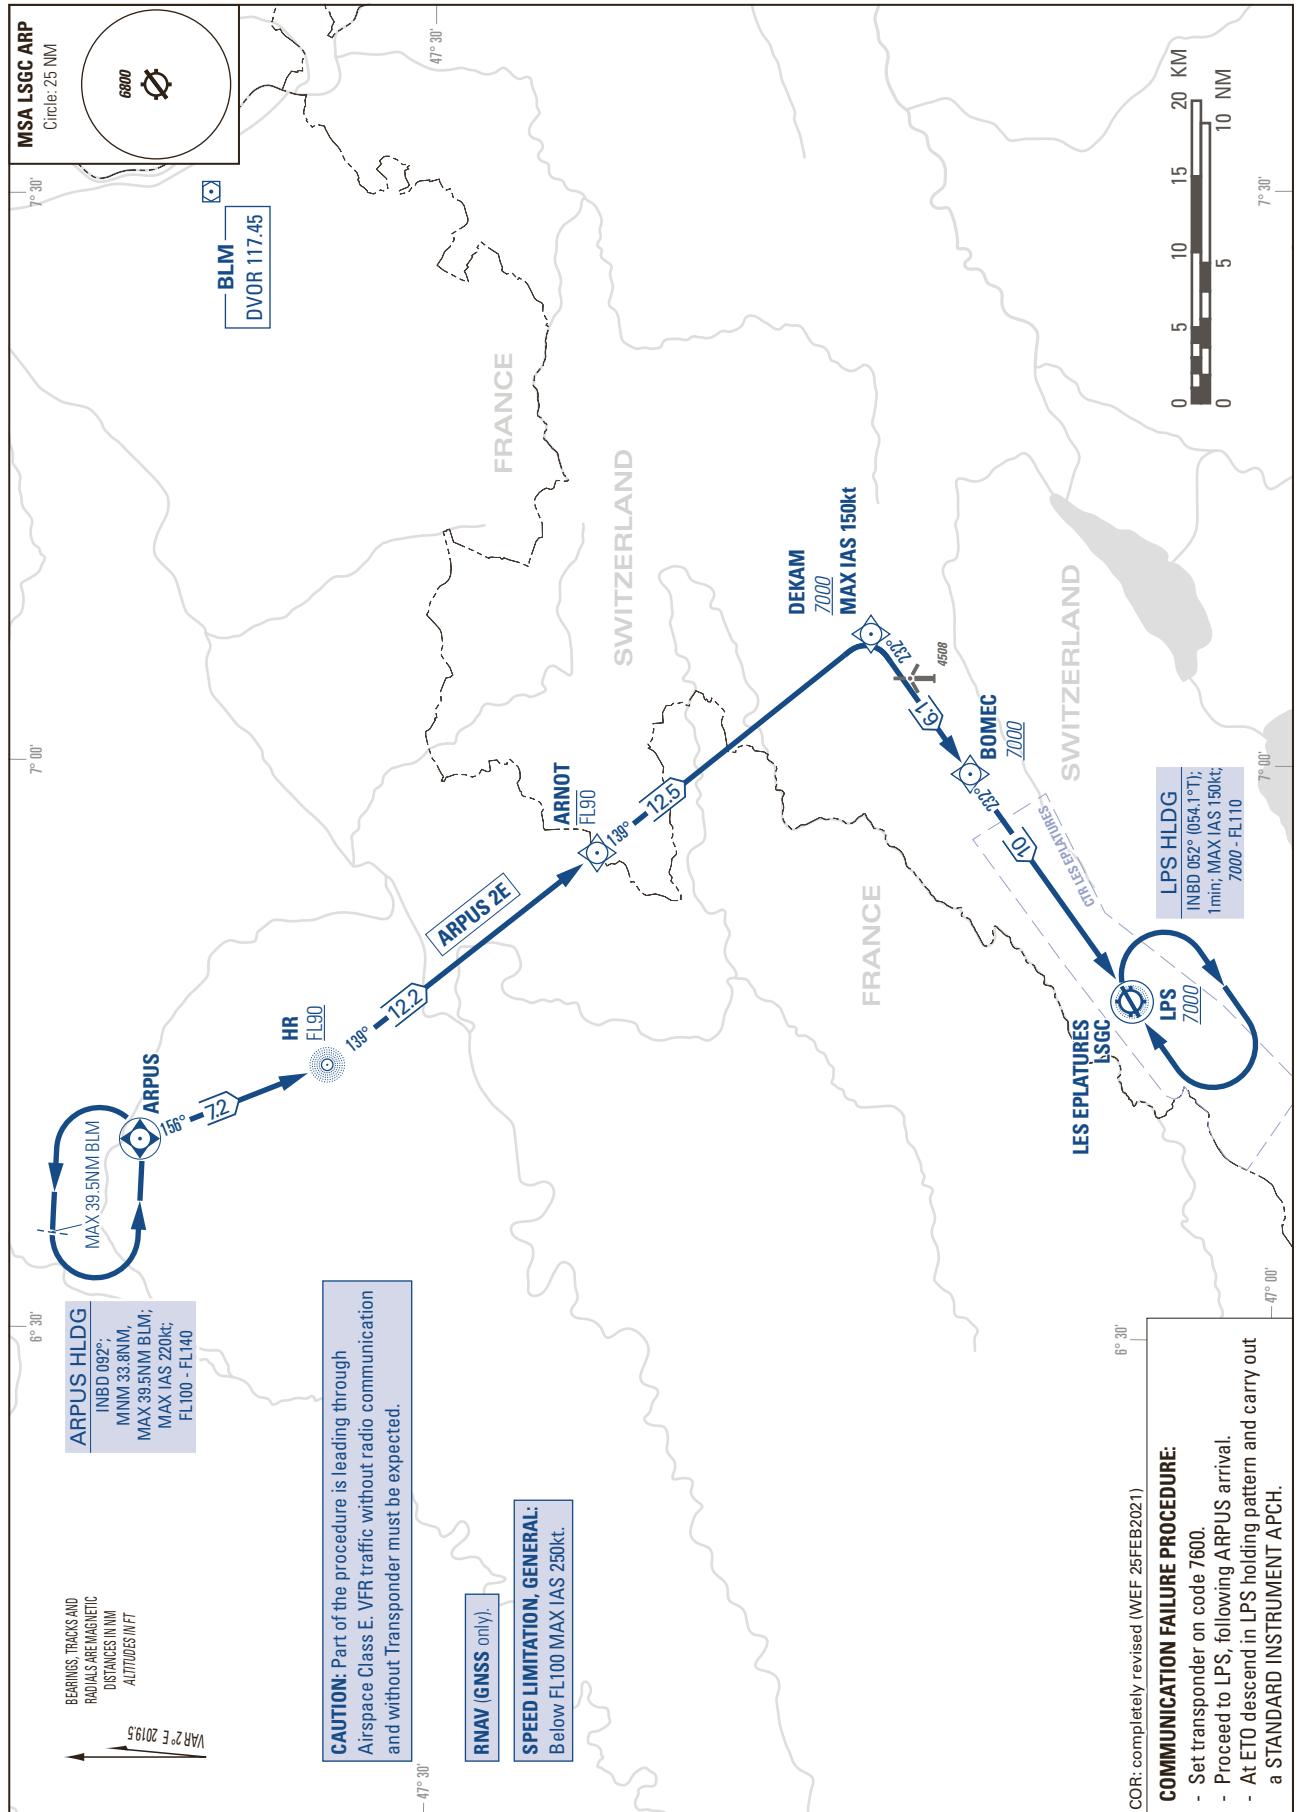 BEARINGS, TRACKS AND
RADIALS ARE MAGNETIC
DISTANCES IN NM
ALTITUDES IN FT
VAR 2° E 2019.5
ARPUS HLDG
INBD 092°;
MNM 33.8NM,
MAX 39.5NM BLM;
MAX IAS 220kt;
FL100 - FL140
MAX 39.5NM BLM
ARPUS
156°
7.2
HR
FL90
139°
12.2
ARPUS 2E
ARNOT
FL90
139°
12.5
DEKAM
7000
MAX IAS 150kt
232°
6.1
4508
BOMEC
7000
232°
10
CTR LES EPLATURES
LES EPLATURES
LSGC
LPS
7000
LPS HLDG
INBD 052° (054.1°T);
1min; MAX IAS 150kt;
7000 - FL110
BLM
DVOR 117.45
MSA LSGC ARP
Circle: 25 NM
6800
FRANCE
SWITZERLAND
FRANCE
SWITZERLAND
6° 30'
7° 00'
7° 30'
47° 30'
47° 30'
6° 30'
47° 00'
7° 00'
7° 30'
0 5 10 15 20 KM
0 5 10 NM
CAUTION: Part of the procedure is leading through
Airspace Class E. VFR traffic without radio communication
and without Transponder must be expected.
RNAV (GNSS only).
SPEED LIMITATION, GENERAL:
Below FL100 MAX IAS 250kt.
COR: completely revised (WEF 25FEB2021)
COMMUNICATION FAILURE PROCEDURE:
- Set transponder on code 7600.
- Proceed to LPS, following ARPUS arrival.
- At ETO descend in LPS holding pattern and carry out
a STANDARD INSTRUMENT APCH.